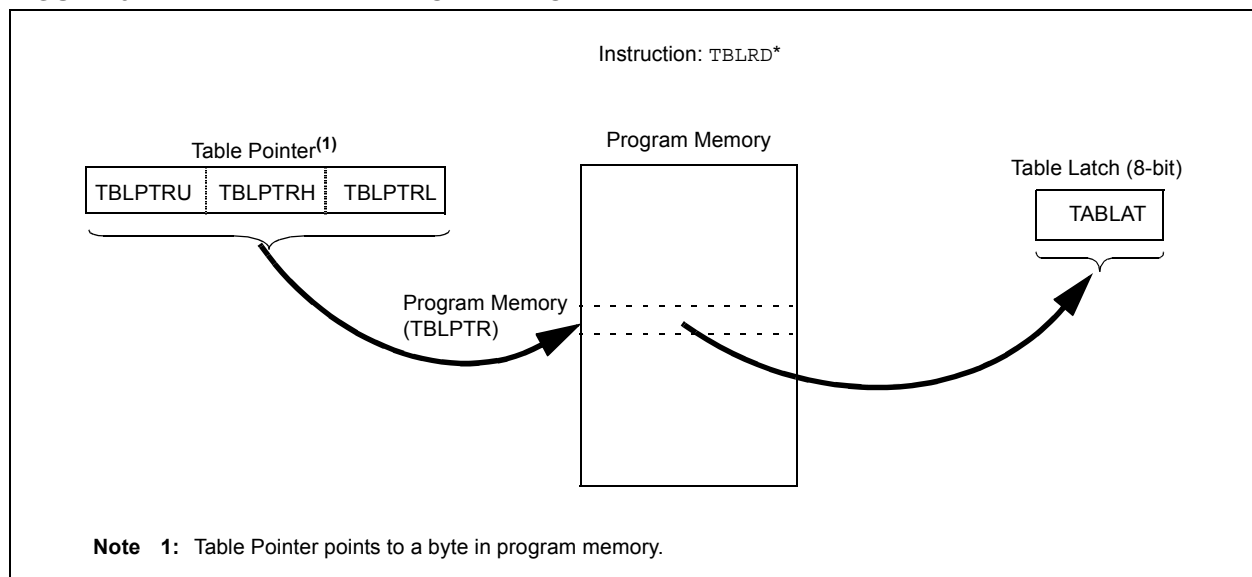 Instruction: TBLRD*
Table Pointer(1)
TBLPTRU TBLPTRH TBLPTRL
Program Memory
Table Latch (8-bit)
TABLAT
Program Memory
(TBLPTR)
Note 1: Table Pointer points to a byte in program memory.